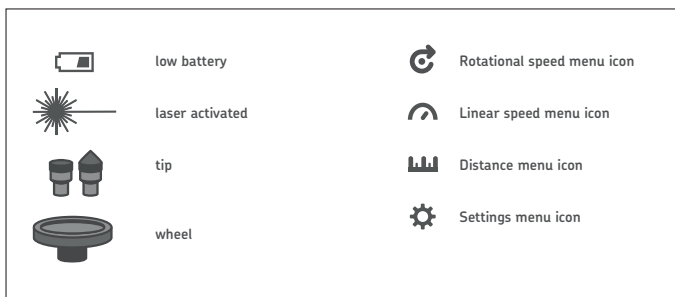 low battery
laser activated
tip
wheel
Rotational speed menu icon
Linear speed menu icon
Distance menu icon
Settings menu icon